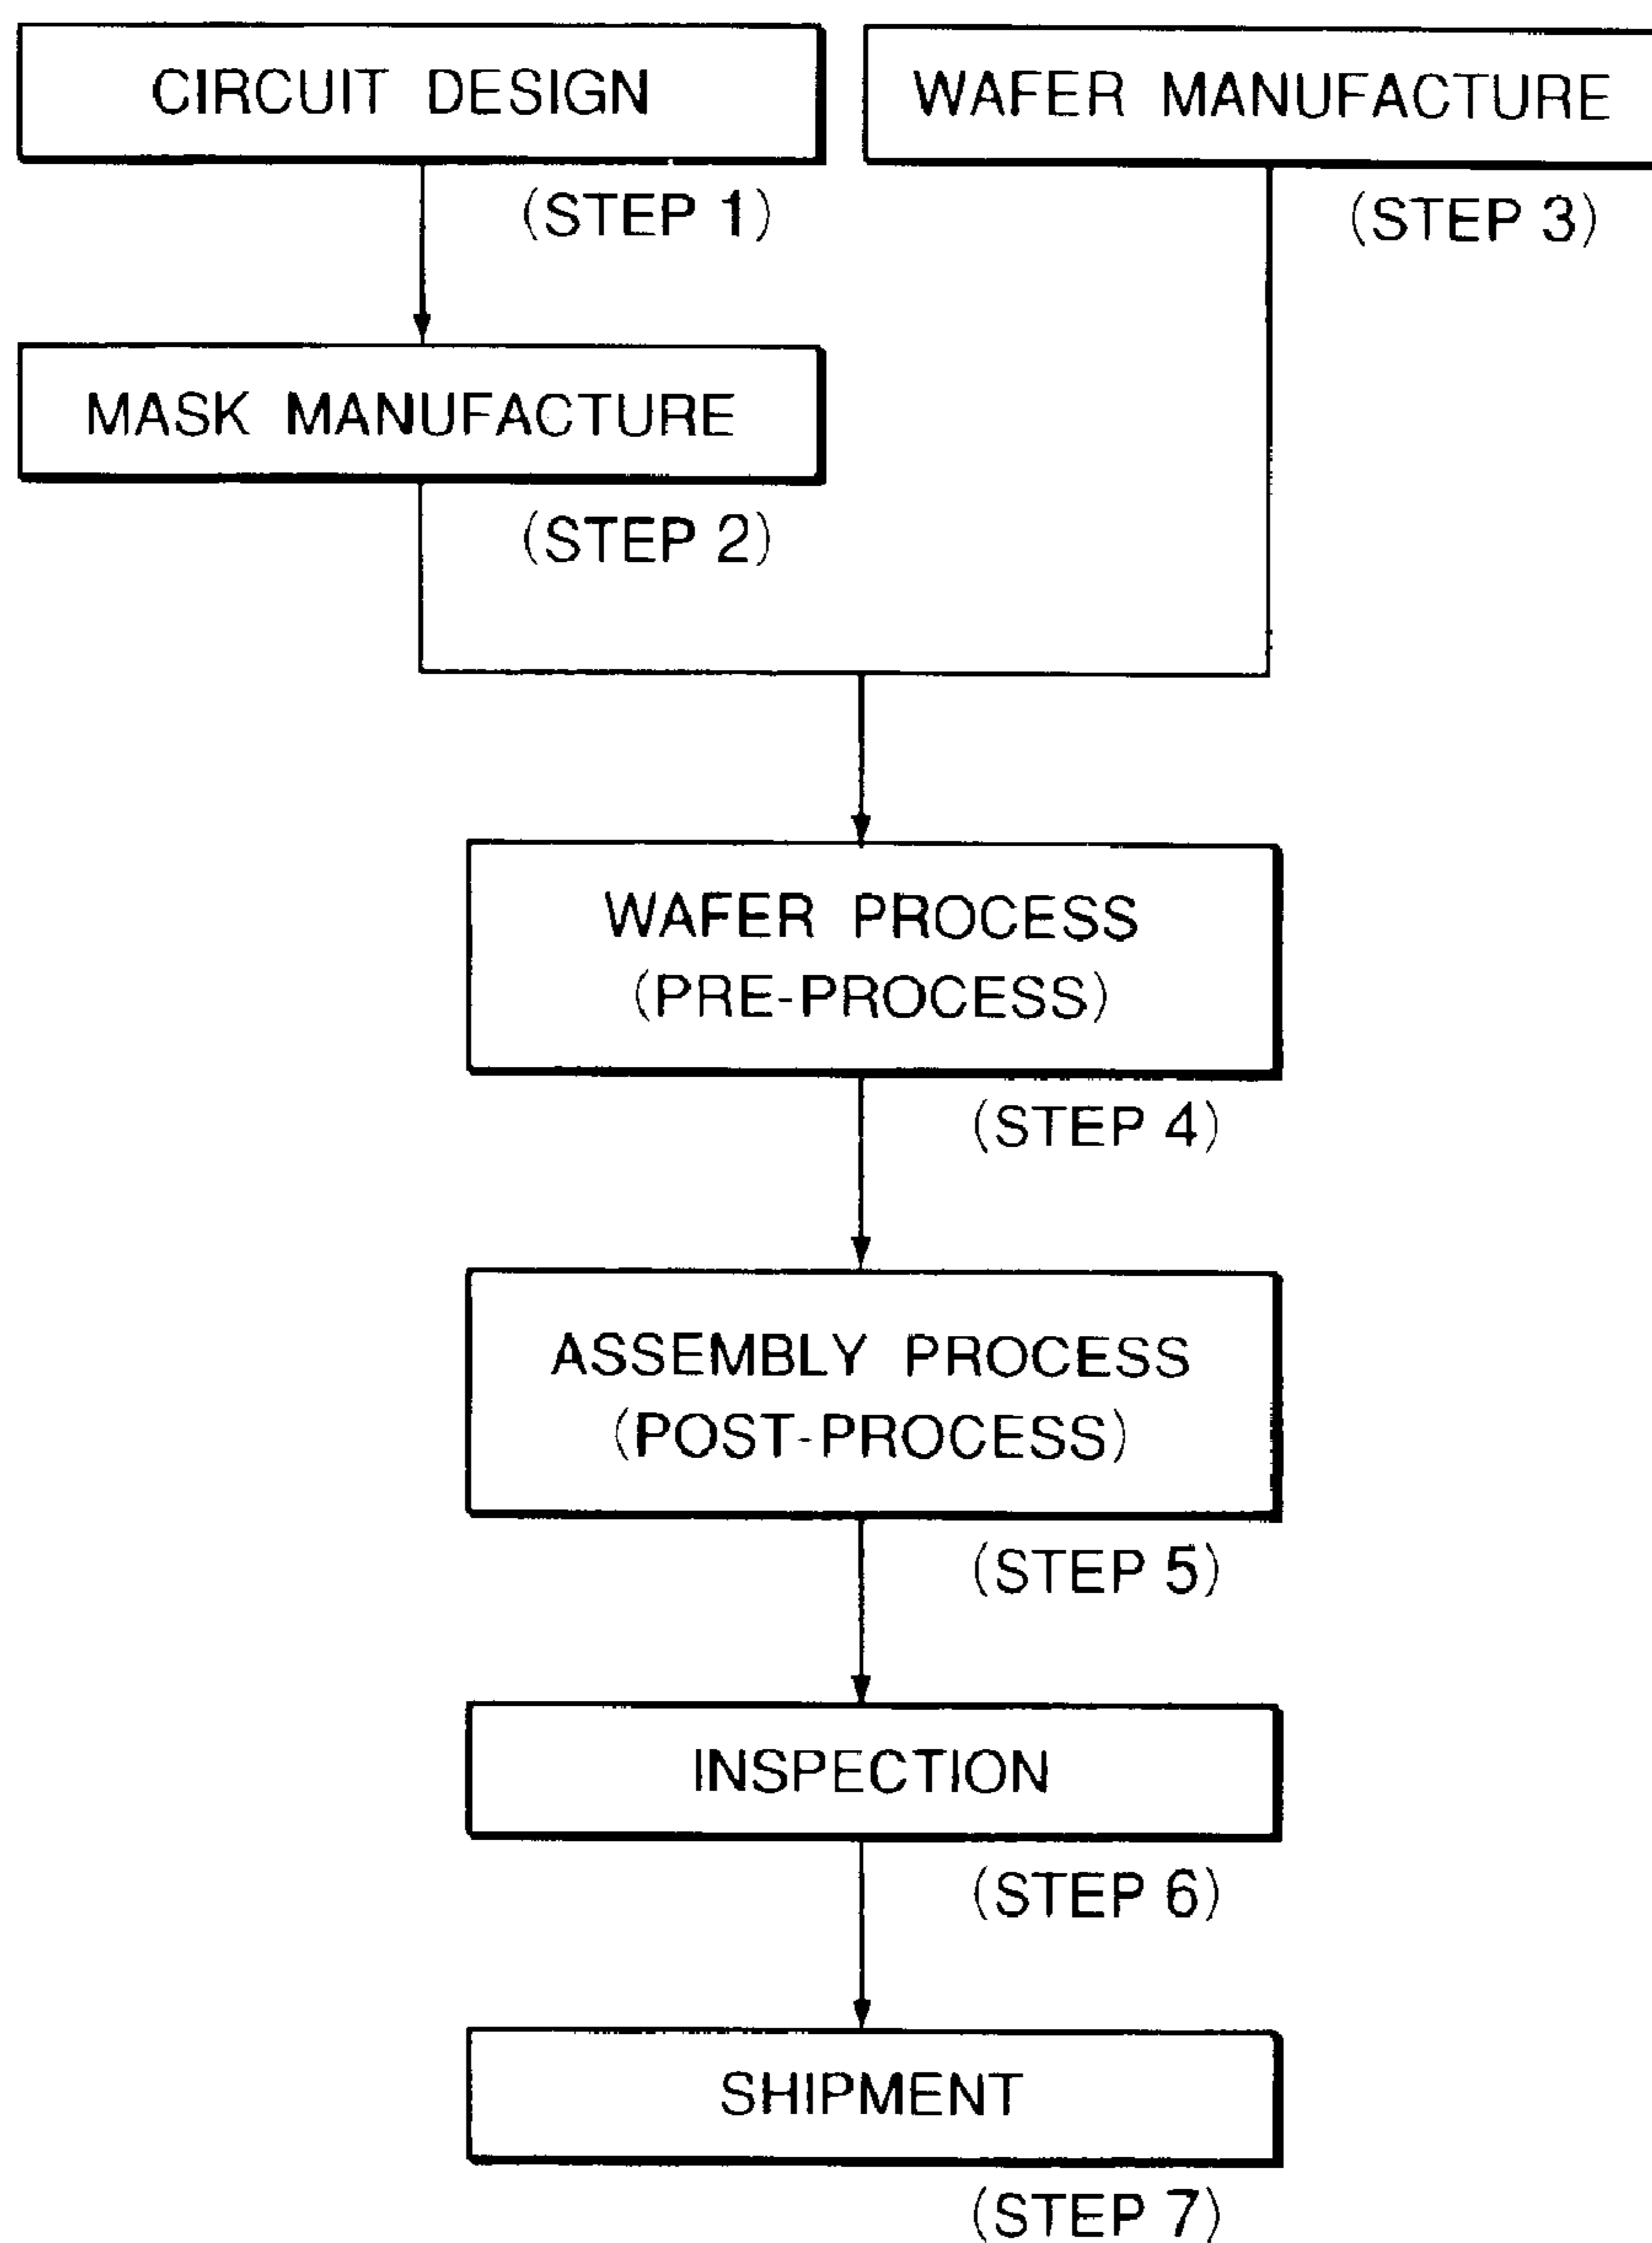 CIRCUIT DESIGN
(STEP 1)
WAFER MANUFACTURE
(STEP 3)
MASK MANUFACTURE
(STEP 2)
WAFER PROCESS
(PRE-PROCESS)
(STEP 4)
ASSEMBLY PROCESS
(POST-PROCESS)
(STEP 5)
INSPECTION
(STEP 6)
SHIPMENT
(STEP 7)